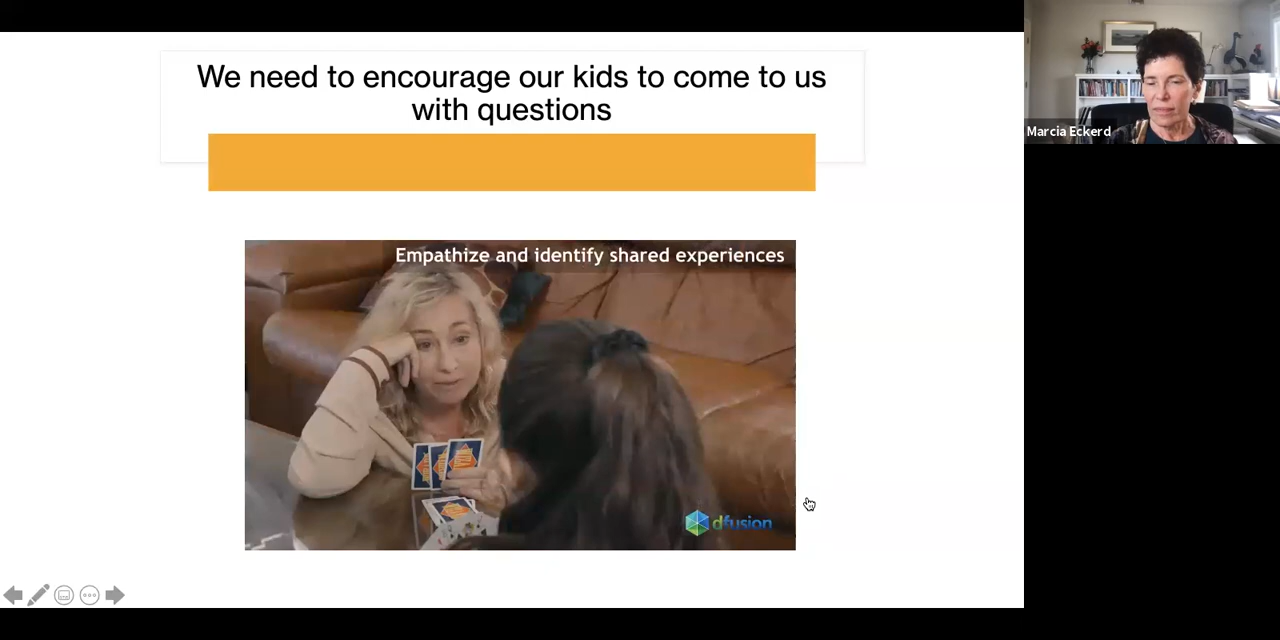 We need to encourage our kids to come to us
with questions
Marcia Eckerd
Empathize and identify shared experiences
dfusion